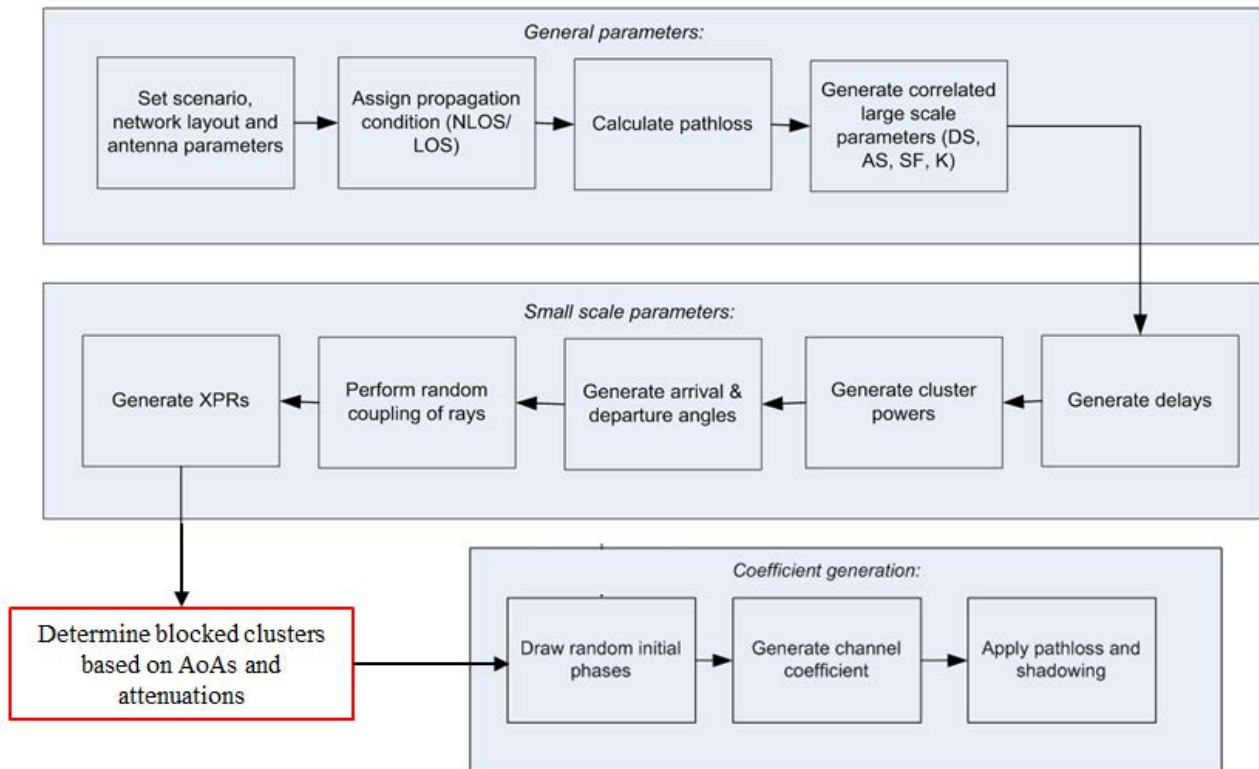 General parameters:
Set scenario,
network layout and
antenna parameters
Assign propagation
condition (NLOS/
LOS)
Calculate pathloss
Generate correlated
large scale
parameters (DS,
AS, SF, K)
Small scale parameters:
Generate XPRs
Perform random
coupling of rays
Generate arrival &
departure angles
Generate cluster
powers
Generate delays
Determine blocked clusters
based on AoAs and
attenuations
Coefficient generation:
Draw random initial
phases
Generate channel
coefficient
Apply pathloss and
shadowing